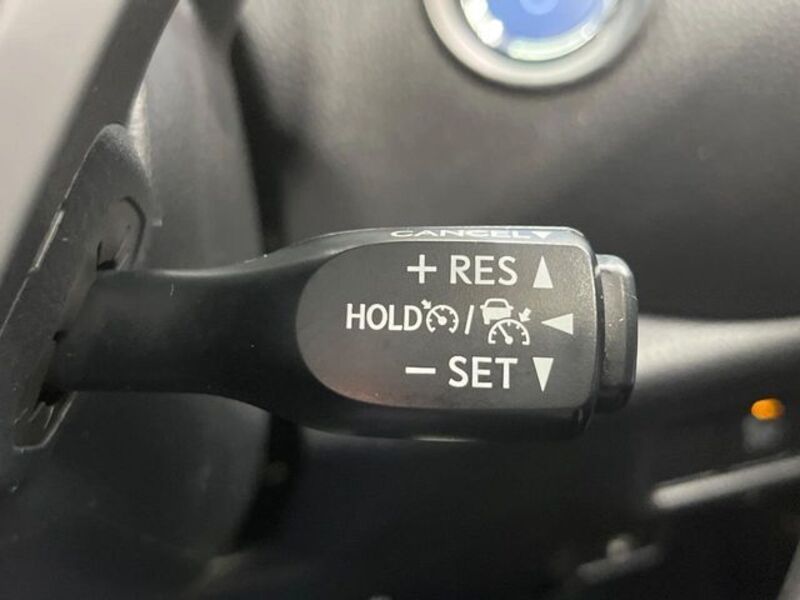 CANCEL ▼
+ RES ▲
HOLD / ◀
− SET ▼